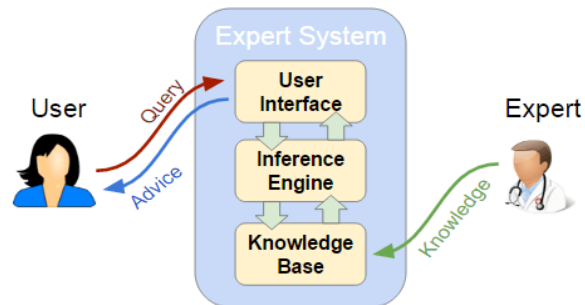 Expert System
User
Query
Advice
User
Interface
Inference
Engine
Knowledge
Base
Expert
Knowledge